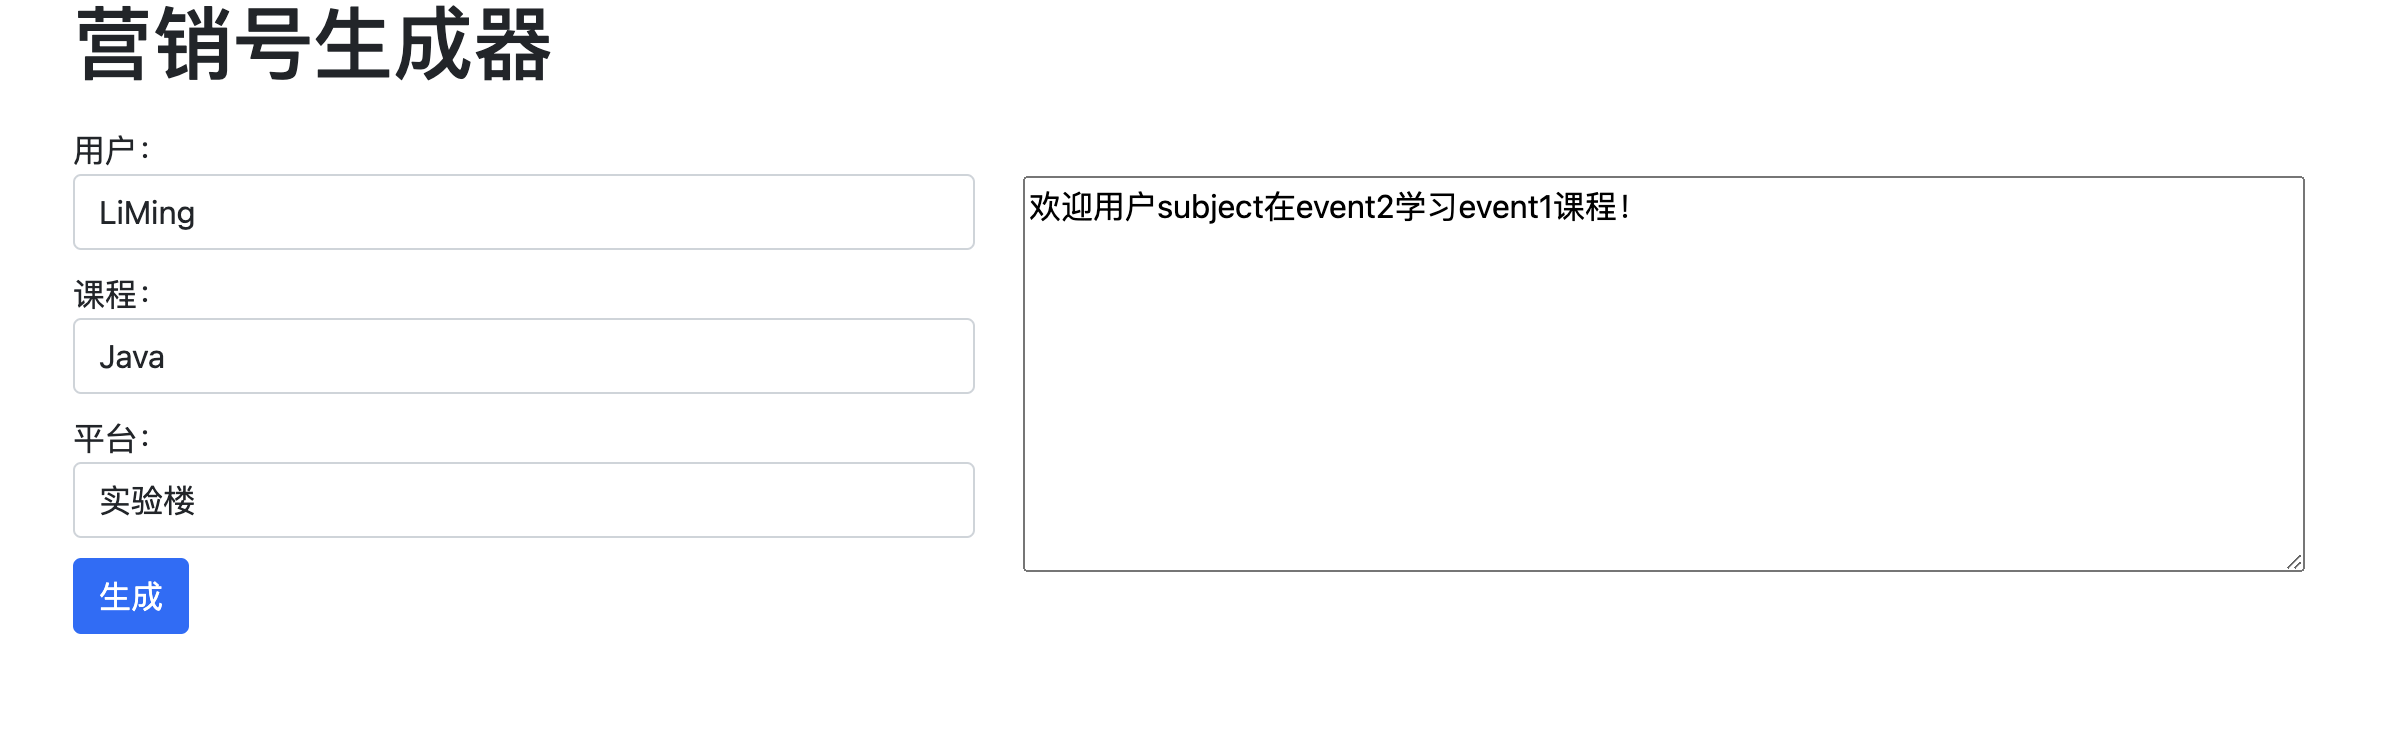 营销号生成器
用户：
LiMing
课程：
Java
平台：
实验楼
生成
欢迎用户subject在event2学习event1课程！